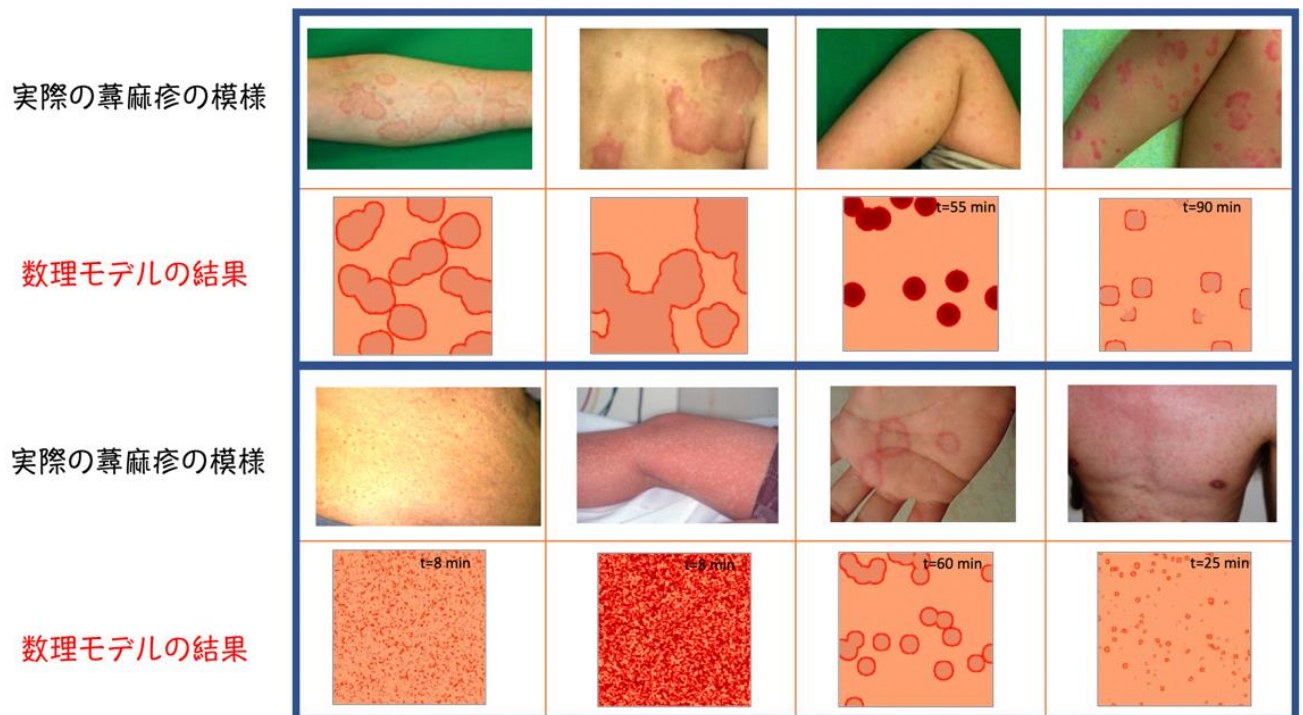 実際の蕁麻疹の模様
数理モデルの結果
t=55 min
t=90 min
実際の蕁麻疹の模様
数理モデルの結果
t=8 min
t=8 min
t=60 min
t=25 min